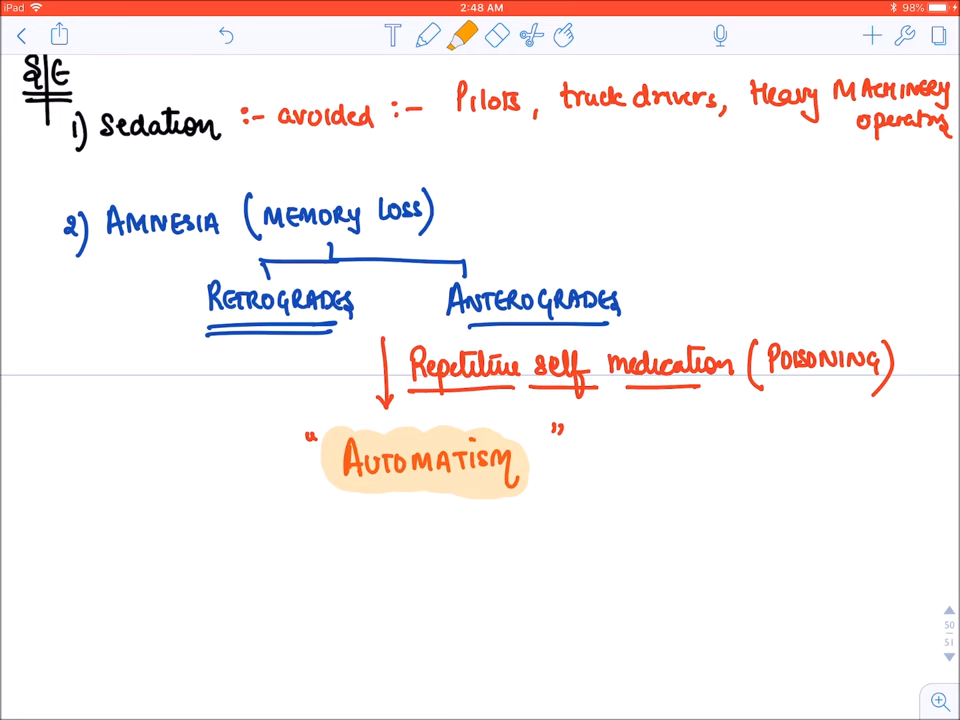 iPad 2:48 AM 98%
S/E
1) Sedation :- avoided :- Pilots, truck drivers, Heavy MACHINERY
operating
2) AMNESIA (MEMORY LOSS)
RETROGRADES ANTEROGRADES
Repetitive self medication (POISONING)
" AUTOMATISM "
50
51